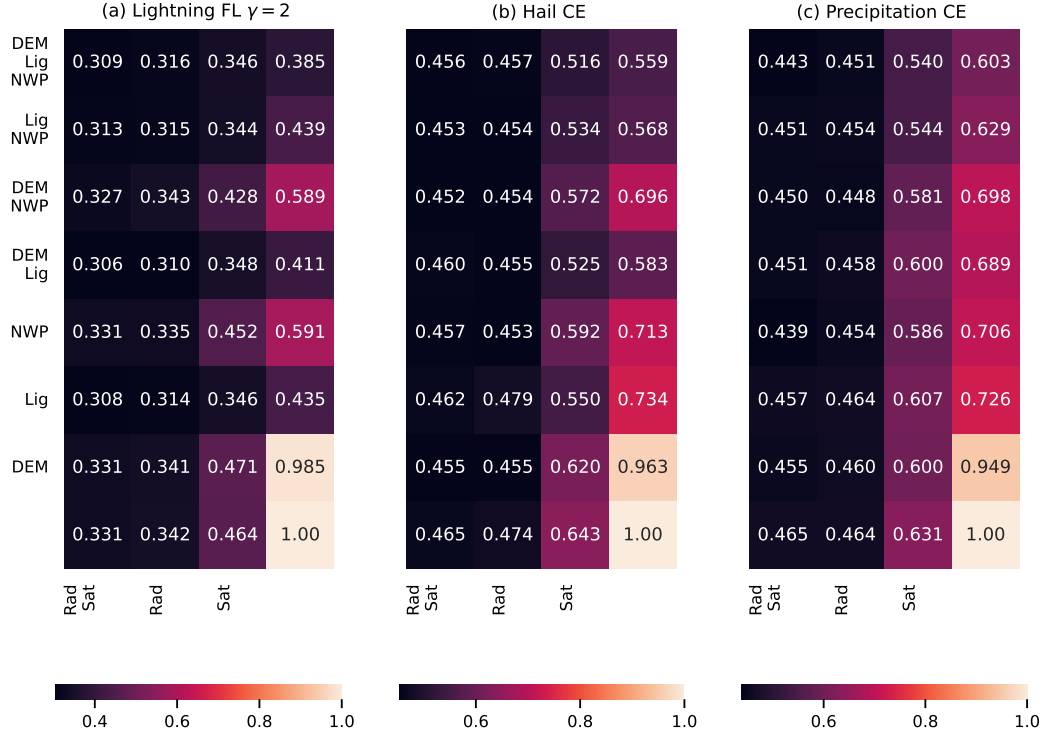 (a) Lightning FL γ = 2
(b) Hail CE
(c) Precipitation CE
DEM
Lig
NWP
0.309 0.316 0.346 0.385
0.456 0.457 0.516 0.559
0.443 0.451 0.540 0.603
Lig
NWP
0.313 0.315 0.344 0.439
0.453 0.454 0.534 0.568
0.451 0.454 0.544 0.629
DEM
NWP
0.327 0.343 0.428 0.589
0.452 0.454 0.572 0.696
0.450 0.448 0.581 0.698
DEM
Lig
0.306 0.310 0.348 0.411
0.460 0.455 0.525 0.583
0.451 0.458 0.600 0.689
NWP
0.331 0.335 0.452 0.591
0.457 0.453 0.592 0.713
0.439 0.454 0.586 0.706
Lig
0.308 0.314 0.346 0.435
0.462 0.479 0.550 0.734
0.457 0.464 0.607 0.726
DEM
0.331 0.341 0.471 0.985
0.455 0.455 0.620 0.963
0.455 0.460 0.600 0.949
0.331 0.342 0.464 1.00
0.465 0.474 0.643 1.00
0.465 0.464 0.631 1.00
Rad
Sat
Rad
Sat
Rad
Sat
Rad
Sat
Rad
Sat
Rad
Sat
0.4 0.6 0.8 1.0
0.6 0.8 1.0
0.6 0.8 1.0